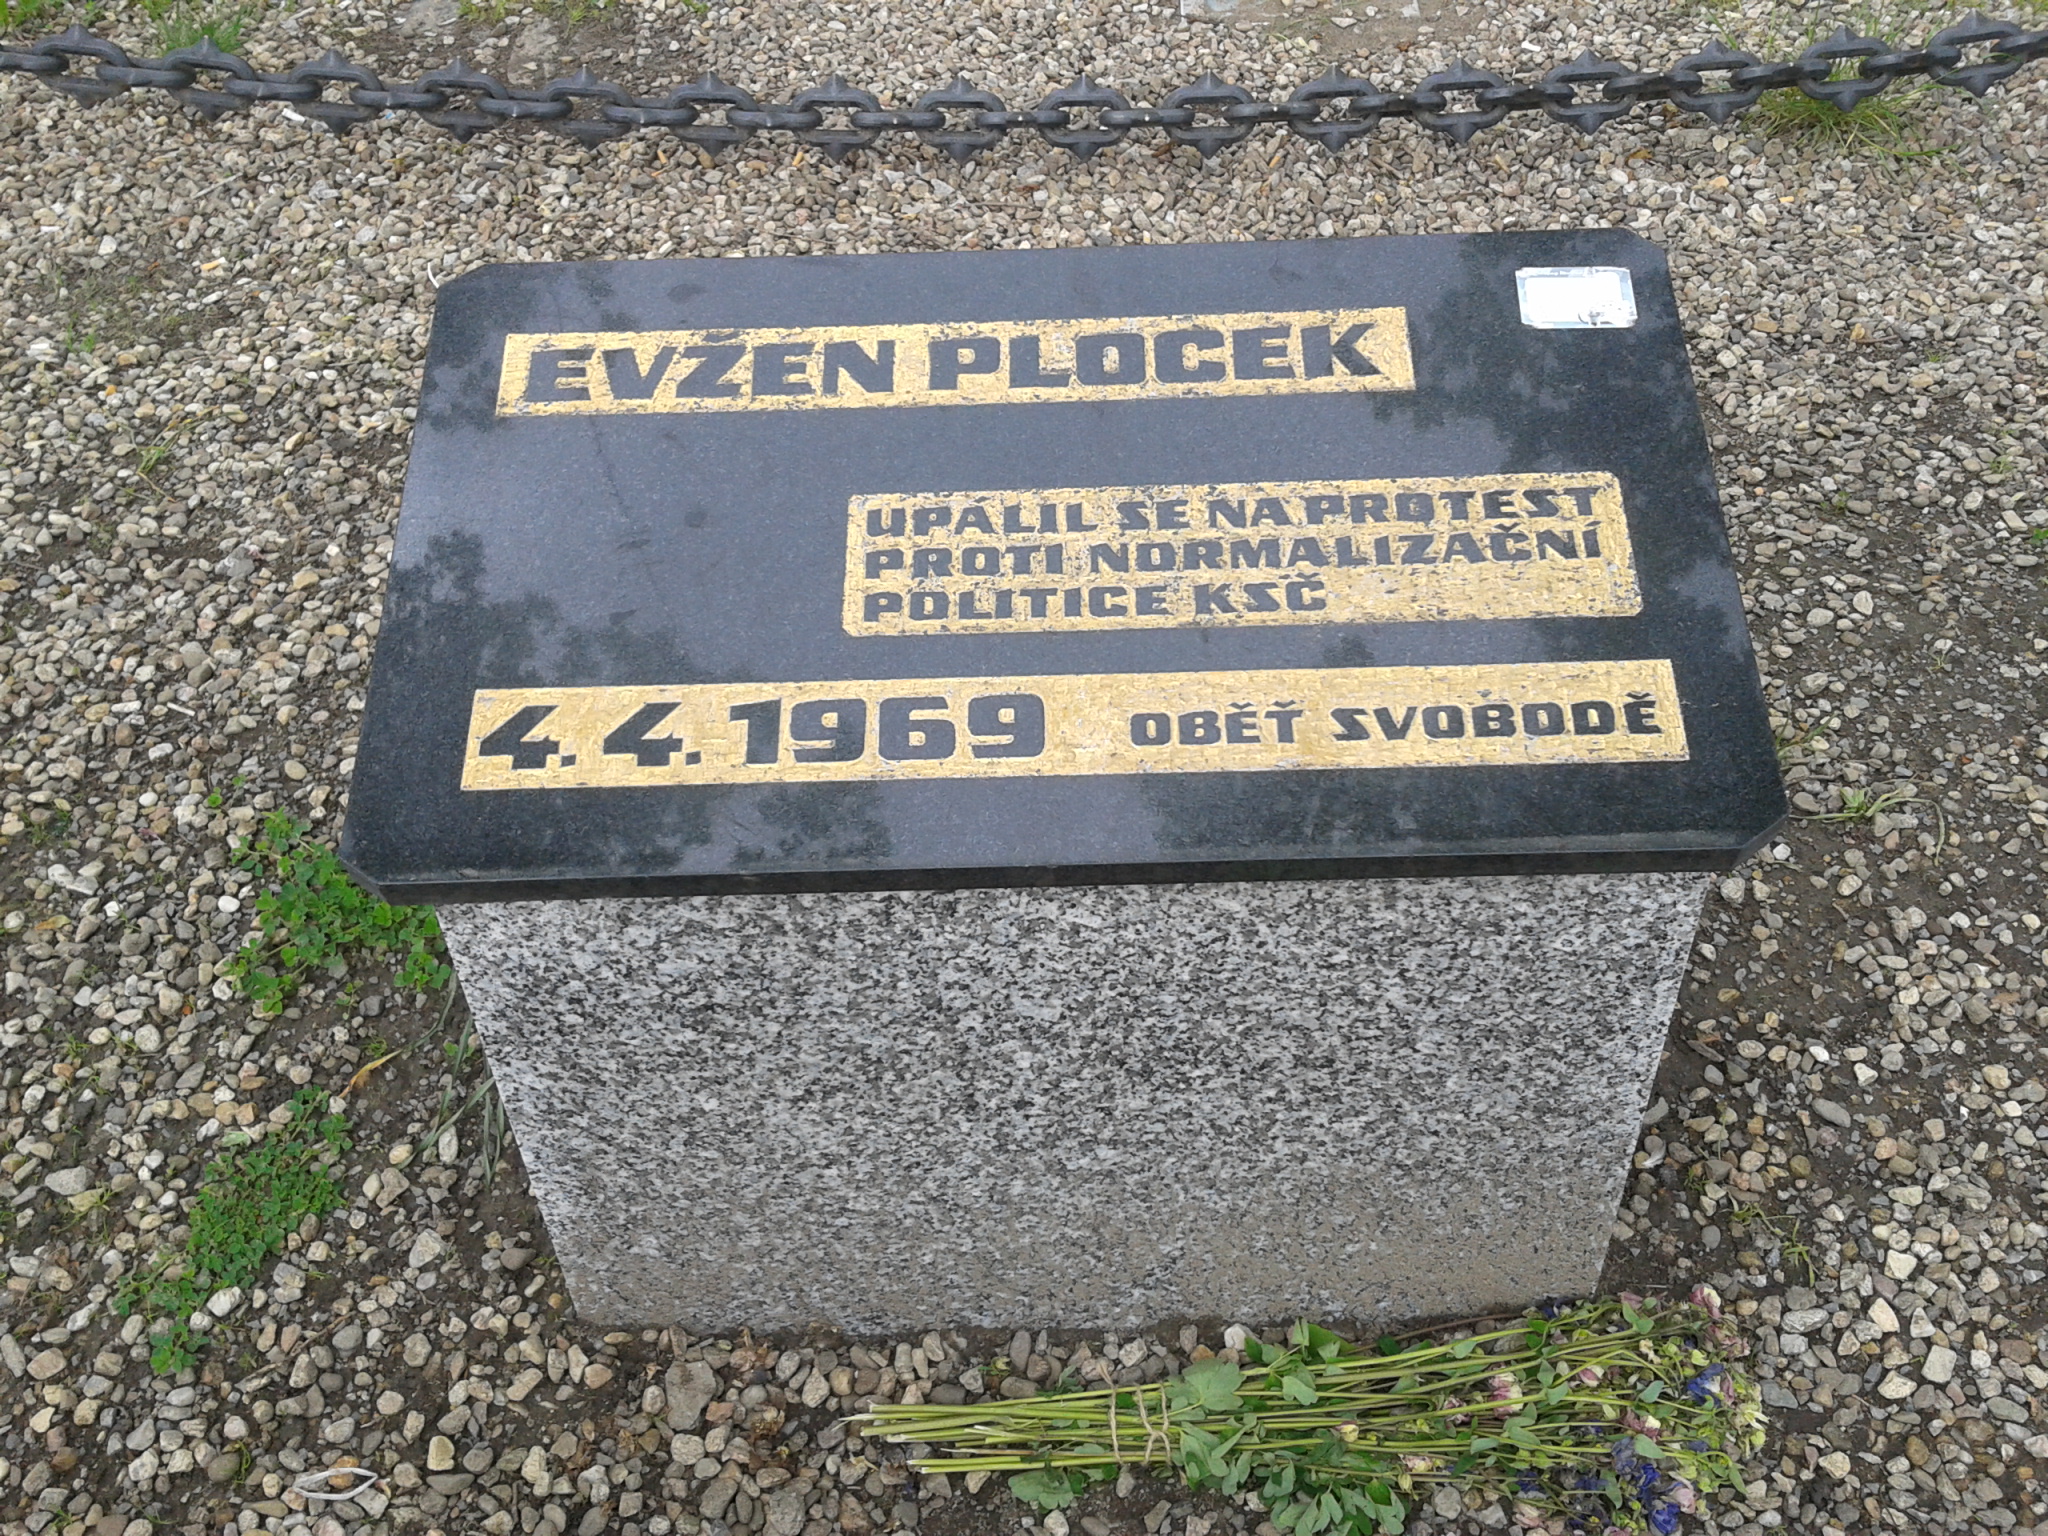 EVŽEN PLOCEK
UPÁLIL SE NA PROTEST
PROTI NORMALIZAČNÍ
POLITICE KSČ
4.4.1969 OBĚŤ SVOBODĚ